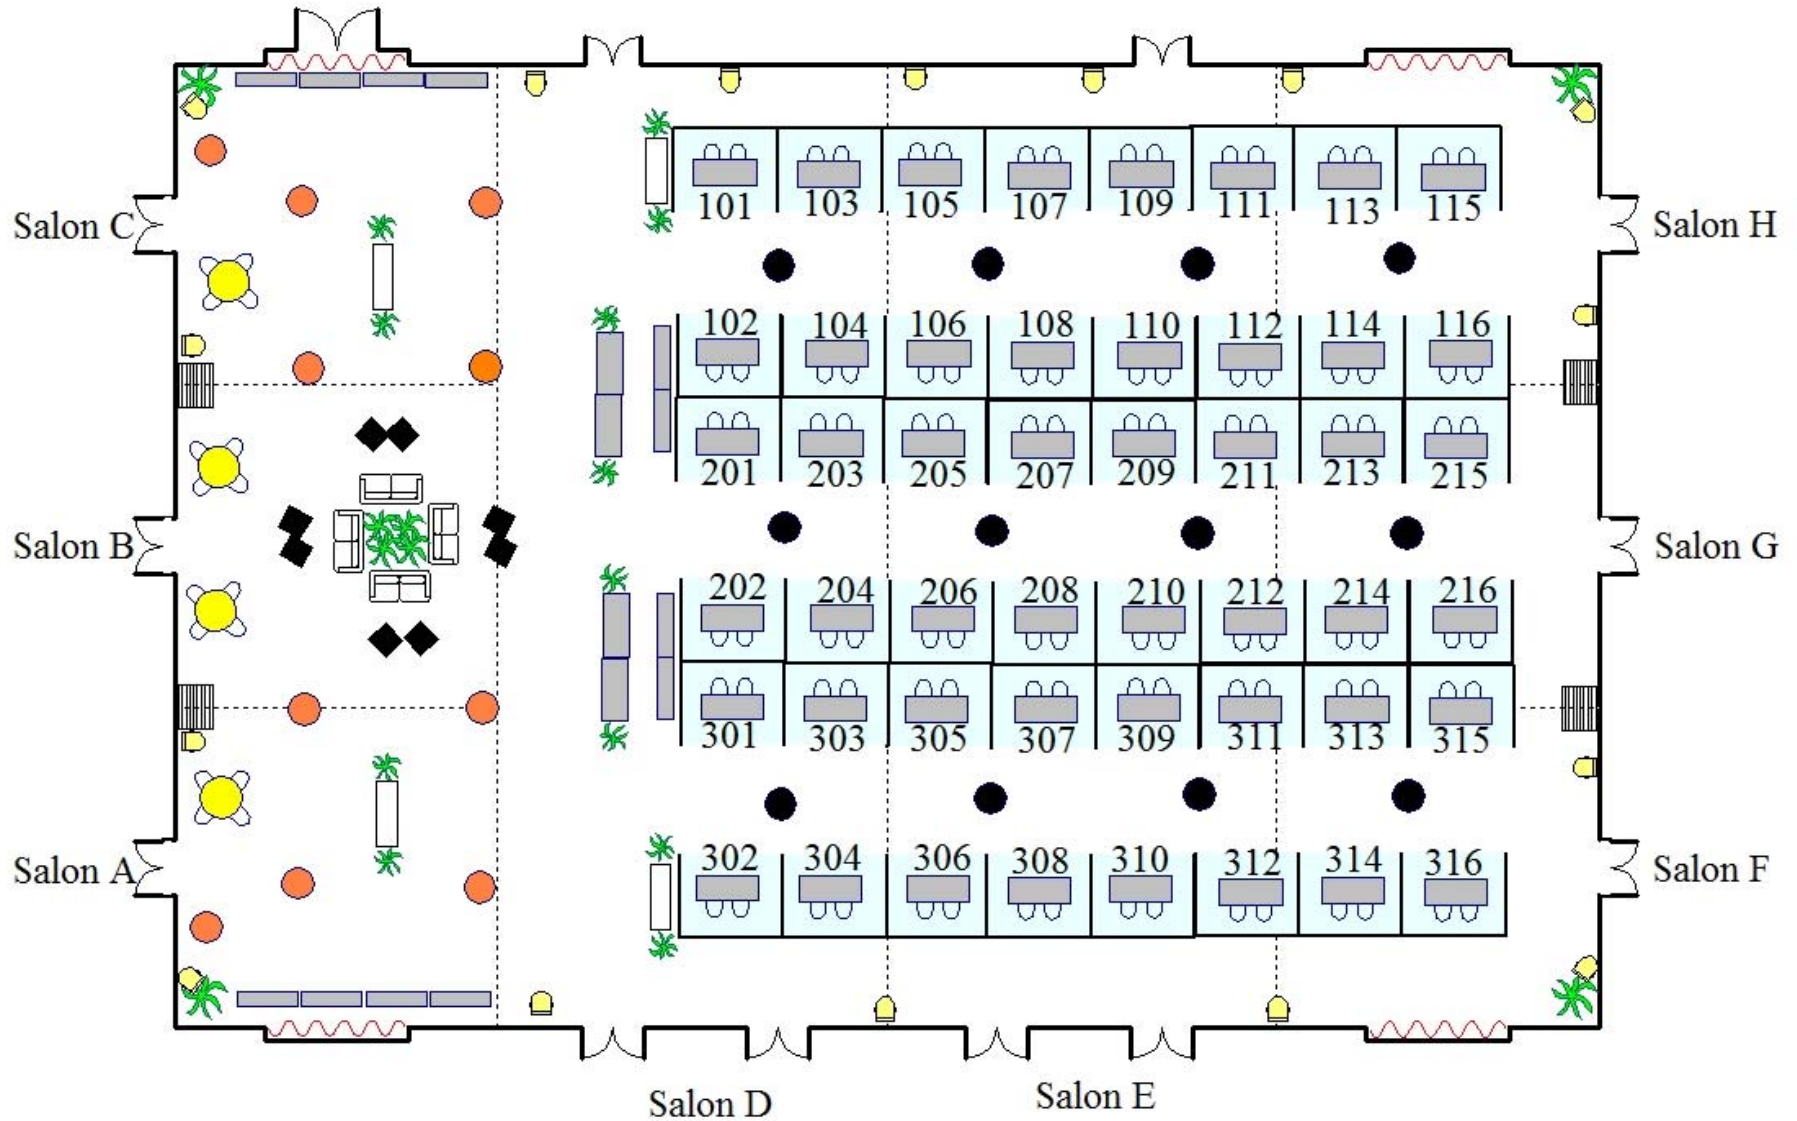 101 103 105 107 109 111 113 115
Salon C
Salon H
102 104 106 108 110 112 114 116
201 203 205 207 209 211 213 215
Salon B
Salon G
202 204 206 208 210 212 214 216
301 303 305 307 309 311 313 315
302 304 306 308 310 312 314 316
Salon A
Salon F
Salon D
Salon E